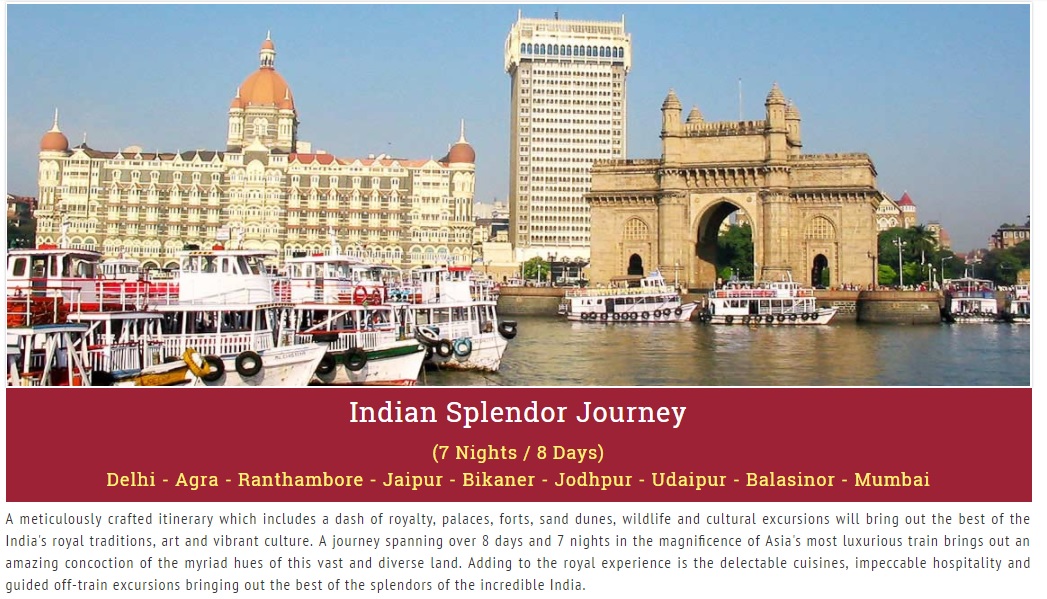 Indian Splendor Journey
(7 Nights / 8 Days)
Delhi - Agra - Ranthambore - Jaipur - Bikaner - Jodhpur - Udaipur - Balasinor - Mumbai
A meticulously crafted itinerary which includes a dash of royalty, palaces, forts, sand dunes, wildlife and cultural excursions will bring out the best of the
India's royal traditions, art and vibrant culture. A journey spanning over 8 days and 7 nights in the magnificence of Asia's most luxurious train brings out an
amazing concoction of the myriad hues of this vast and diverse land. Adding to the royal experience is the delectable cuisines, impeccable hospitality and
guided off-train excursions bringing out the best of the splendors of the incredible India.